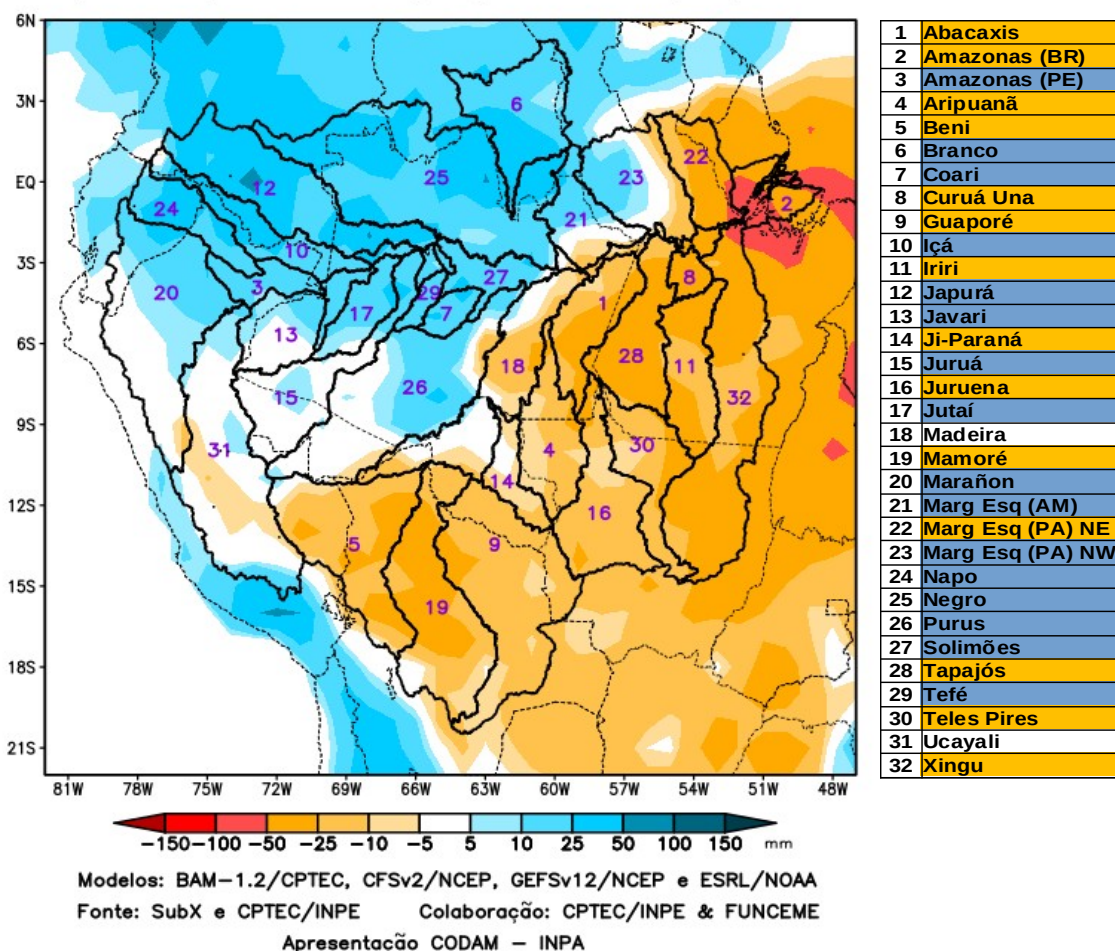 6N
3N
EQ
3S
6S
9S
12S
15S
18S
21S
81W 78W 75W 72W 69W 66W 63W 60W 57W 54W 51W 48W
6
12
25
23
22
24
21
2
10
3
20
27
29
17
7
8
1
13
18
28
11
15
26
32
31
4
30
14
16
5
9
19
1 Abacaxis
2 Amazonas (BR)
3 Amazonas (PE)
4 Aripuanã
5 Beni
6 Branco
7 Coari
8 Curuá Una
9 Guaporé
10 Içá
11 Iriri
12 Japurá
13 Javari
14 Ji-Paraná
15 Juruá
16 Juruena
17 Jutaí
18 Madeira
19 Mamoré
20 Marañon
21 Marg Esq (AM)
22 Marg Esq (PA) NE
23 Marg Esq (PA) NW
24 Napo
25 Negro
26 Purus
27 Solimões
28 Tapajós
29 Tefé
30 Teles Pires
31 Ucayali
32 Xingu
−150 −100 −50 −25 −10 −5 5 10 25 50 100 150 mm
Modelos: BAM−1.2/CPTEC, CFSv2/NCEP, GEFSv12/NCEP e ESRL/NOAA
Fonte: SubX e CPTEC/INPE Colaboração: CPTEC/INPE & FUNCEME
Apresentacão CODAM − INPA